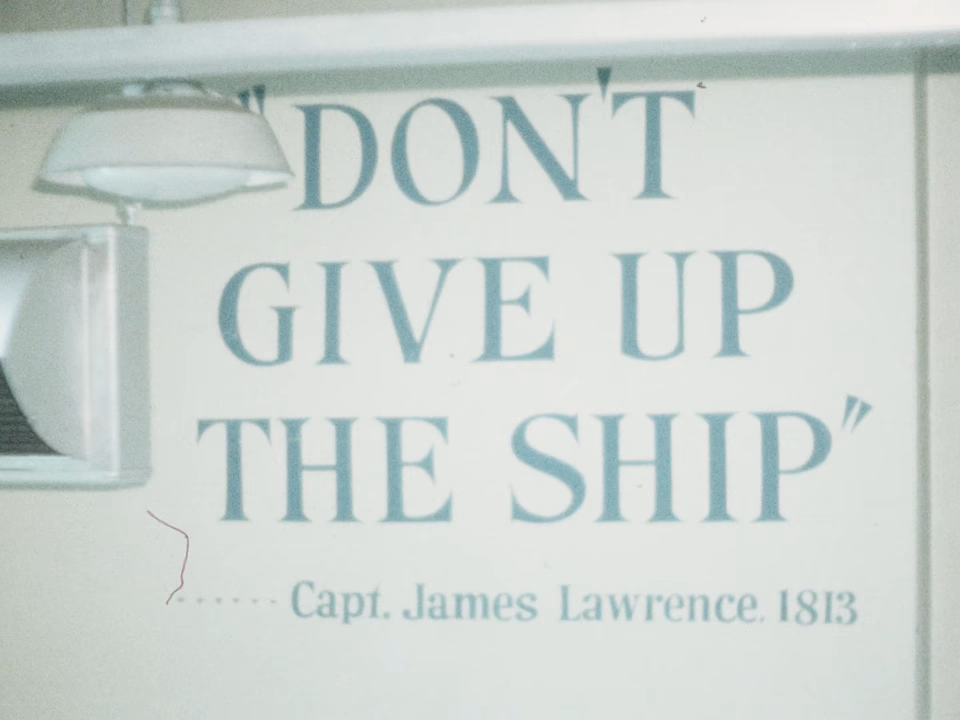 "DON'T
GIVE UP
THE SHIP"
...... Capt. James Lawrence. 1813